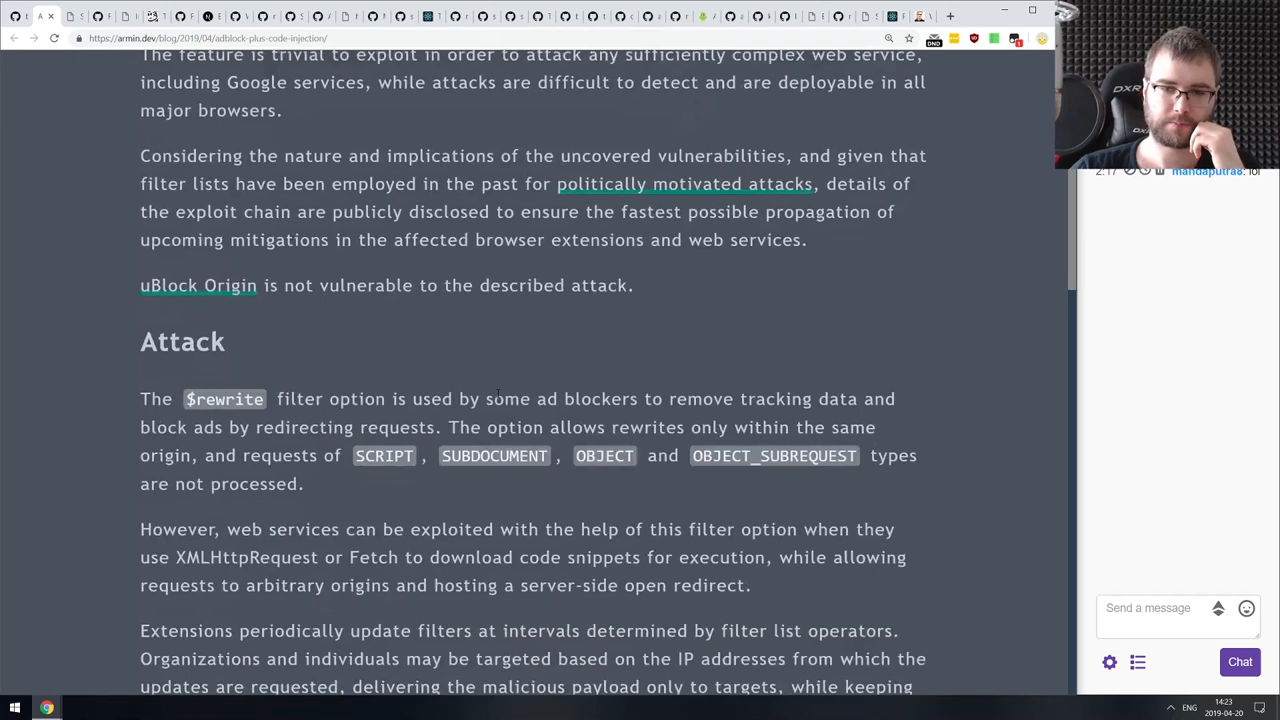 https://armin.dev/blog/2019/04/adblock-plus-code-injection/
DND
1
DXR
The feature is trivial to exploit in order to attack any sufficiently complex web service,
including Google services, while attacks are difficult to detect and are deployable in all
major browsers.
Considering the nature and implications of the uncovered vulnerabilities, and given that
filter lists have been employed in the past for politically motivated attacks, details of
the exploit chain are publicly disclosed to ensure the fastest possible propagation of
upcoming mitigations in the affected browser extensions and web services.
uBlock Origin is not vulnerable to the described attack.
Attack
The $rewrite filter option is used by some ad blockers to remove tracking data and
block ads by redirecting requests. The option allows rewrites only within the same
origin, and requests of SCRIPT, SUBDOCUMENT, OBJECT and OBJECT_SUBREQUEST types
are not processed.
However, web services can be exploited with the help of this filter option when they
use XMLHttpRequest or Fetch to download code snippets for execution, while allowing
requests to arbitrary origins and hosting a server-side open redirect.
Extensions periodically update filters at intervals determined by filter list operators.
Organizations and individuals may be targeted based on the IP addresses from which the
updates are requested, delivering the malicious payload only to targets, while keeping
2:17 mandaputra8: lol
Send a message
Chat
ENG
14:23
2019-04-20